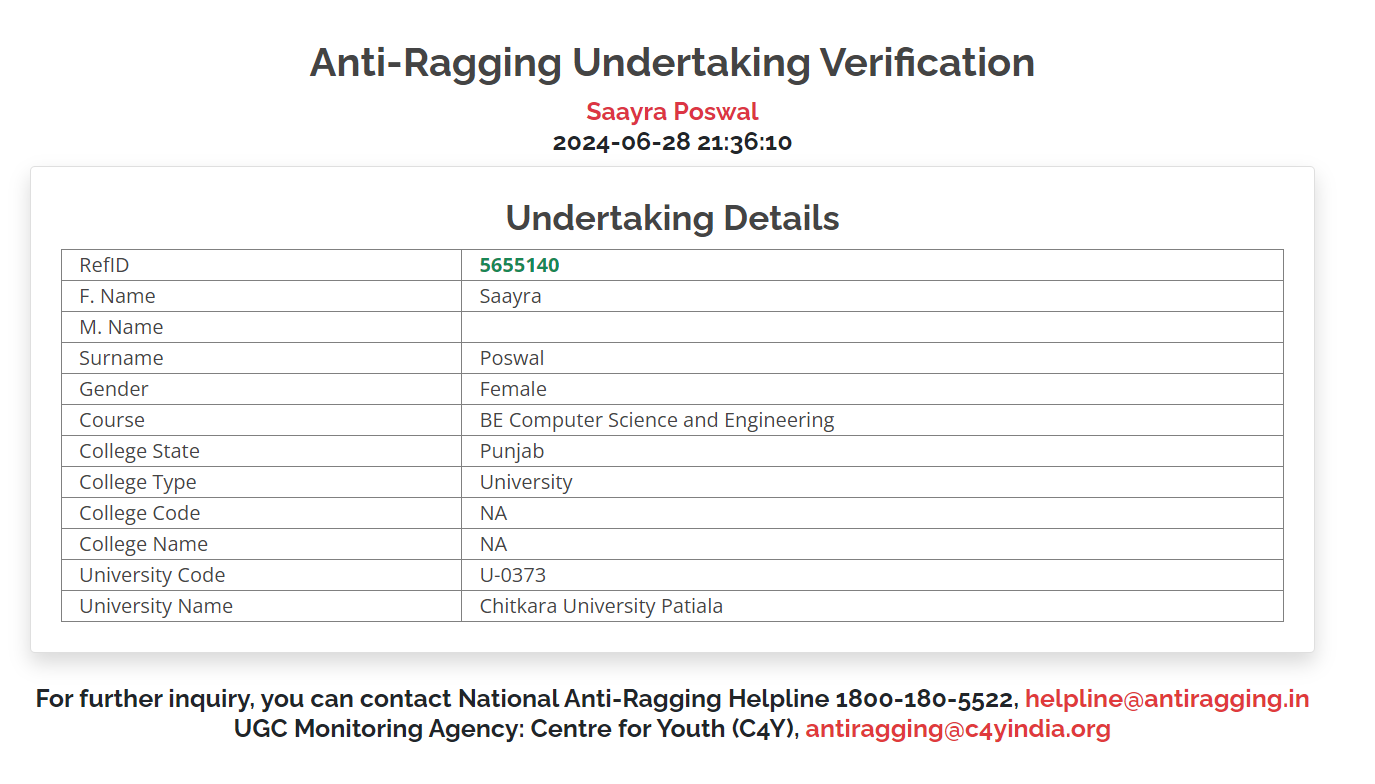 Anti-Ragging Undertaking Verification
Saayra Poswal
2024-06-28 21:36:10
Undertaking Details
RefID 5655140
F. Name Saayra
M. Name
Surname Poswal
Gender Female
Course BE Computer Science and Engineering
College State Punjab
College Type University
College Code NA
College Name NA
University Code U-0373
University Name Chitkara University Patiala
For further inquiry, you can contact National Anti-Ragging Helpline 1800-180-5522, helpline@antiragging.in
UGC Monitoring Agency: Centre for Youth (C4Y), antiragging@c4yindia.org